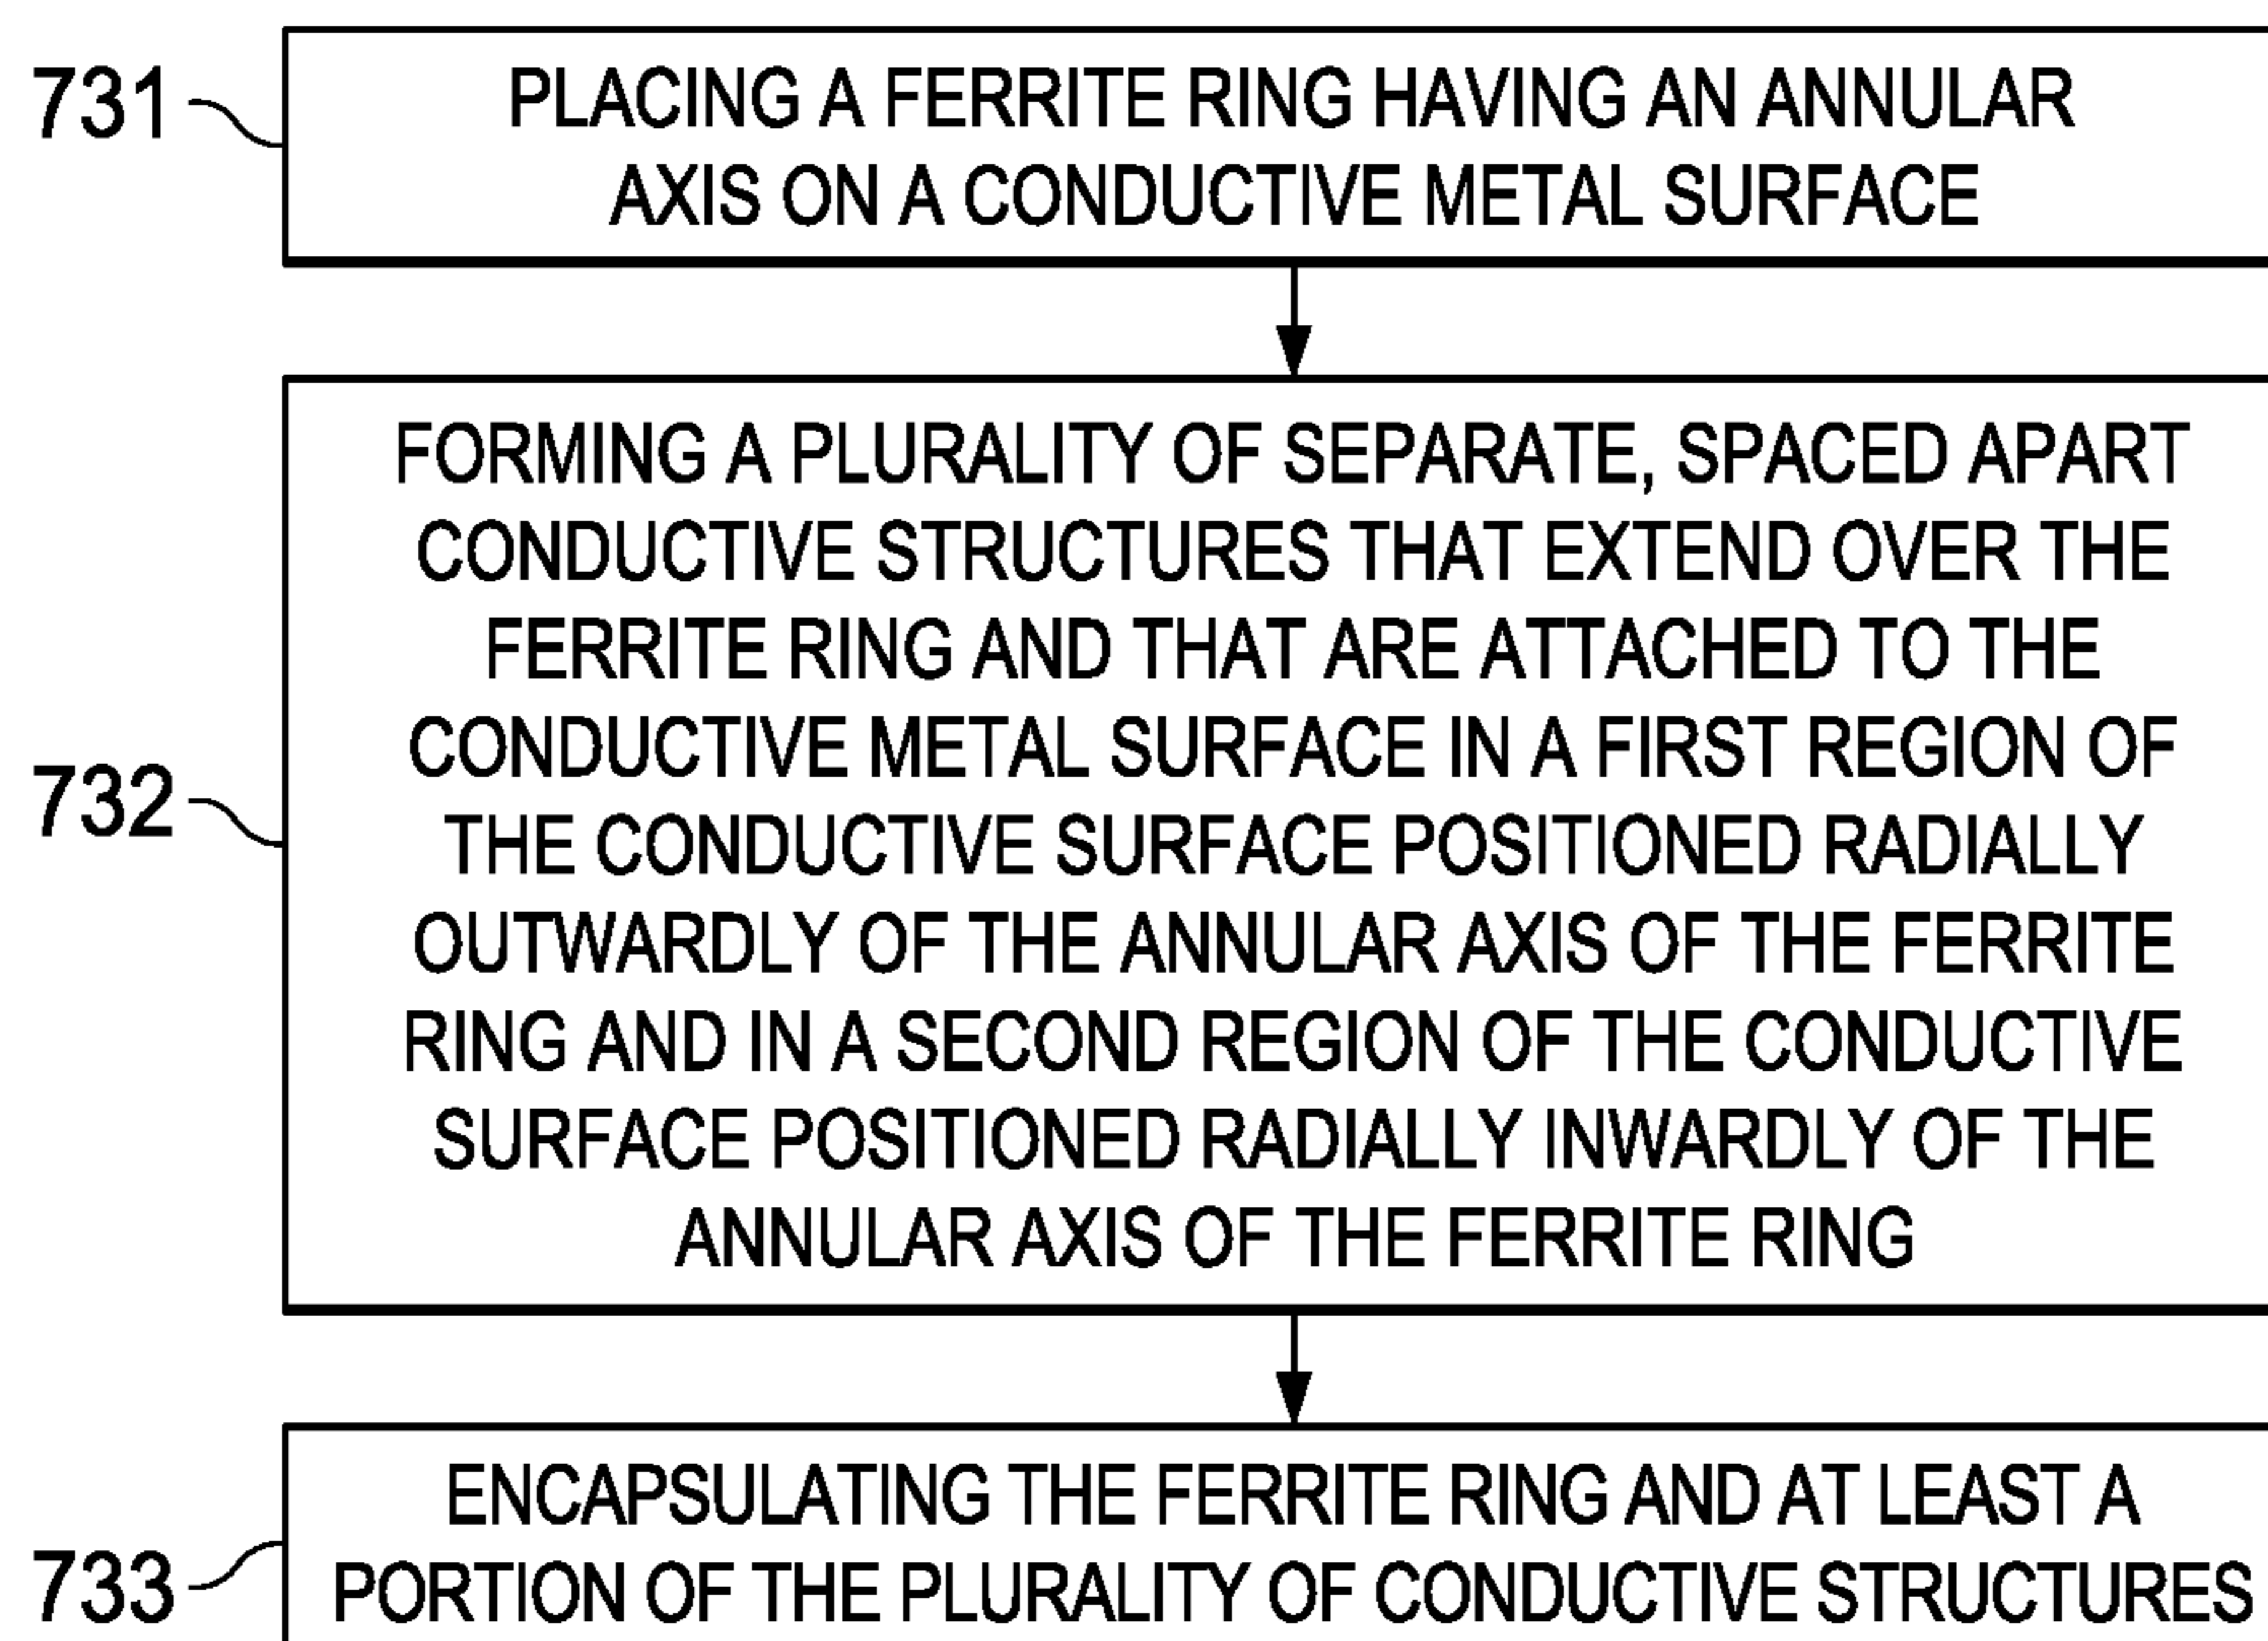 731
PLACING A FERRITE RING HAVING AN ANNULAR
AXIS ON A CONDUCTIVE METAL SURFACE
732
FORMING A PLURALITY OF SEPARATE, SPACED APART
CONDUCTIVE STRUCTURES THAT EXTEND OVER THE
FERRITE RING AND THAT ARE ATTACHED TO THE
CONDUCTIVE METAL SURFACE IN A FIRST REGION OF
THE CONDUCTIVE SURFACE POSITIONED RADIALLY
OUTWARDLY OF THE ANNULAR AXIS OF THE FERRITE
RING AND IN A SECOND REGION OF THE CONDUCTIVE
SURFACE POSITIONED RADIALLY INWARDLY OF THE
ANNULAR AXIS OF THE FERRITE RING
733
ENCAPSULATING THE FERRITE RING AND AT LEAST A
PORTION OF THE PLURALITY OF CONDUCTIVE STRUCTURES